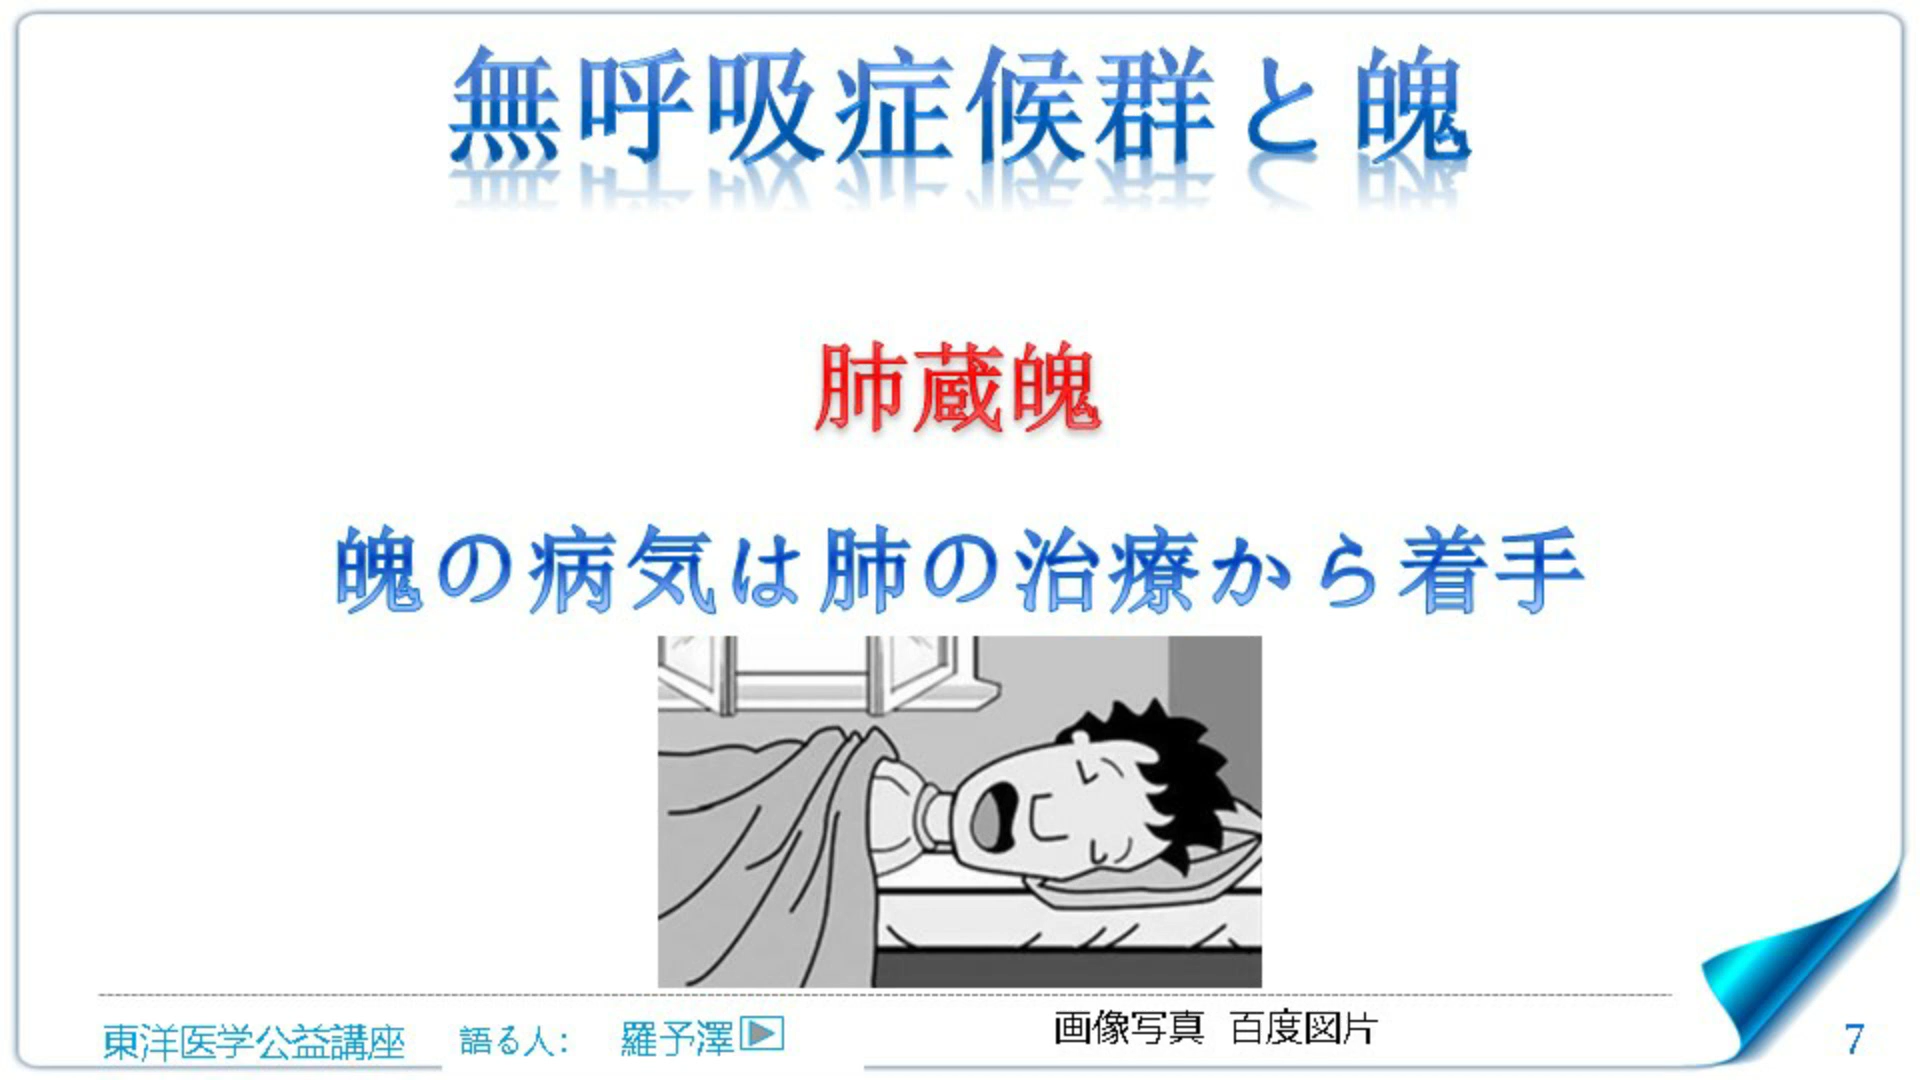 無呼吸症候群と魄
肺蔵魄
魄の病気は肺の治療から着手
東洋医学公益講座 語る人: 羅予澤 画像写真 百度図片 7